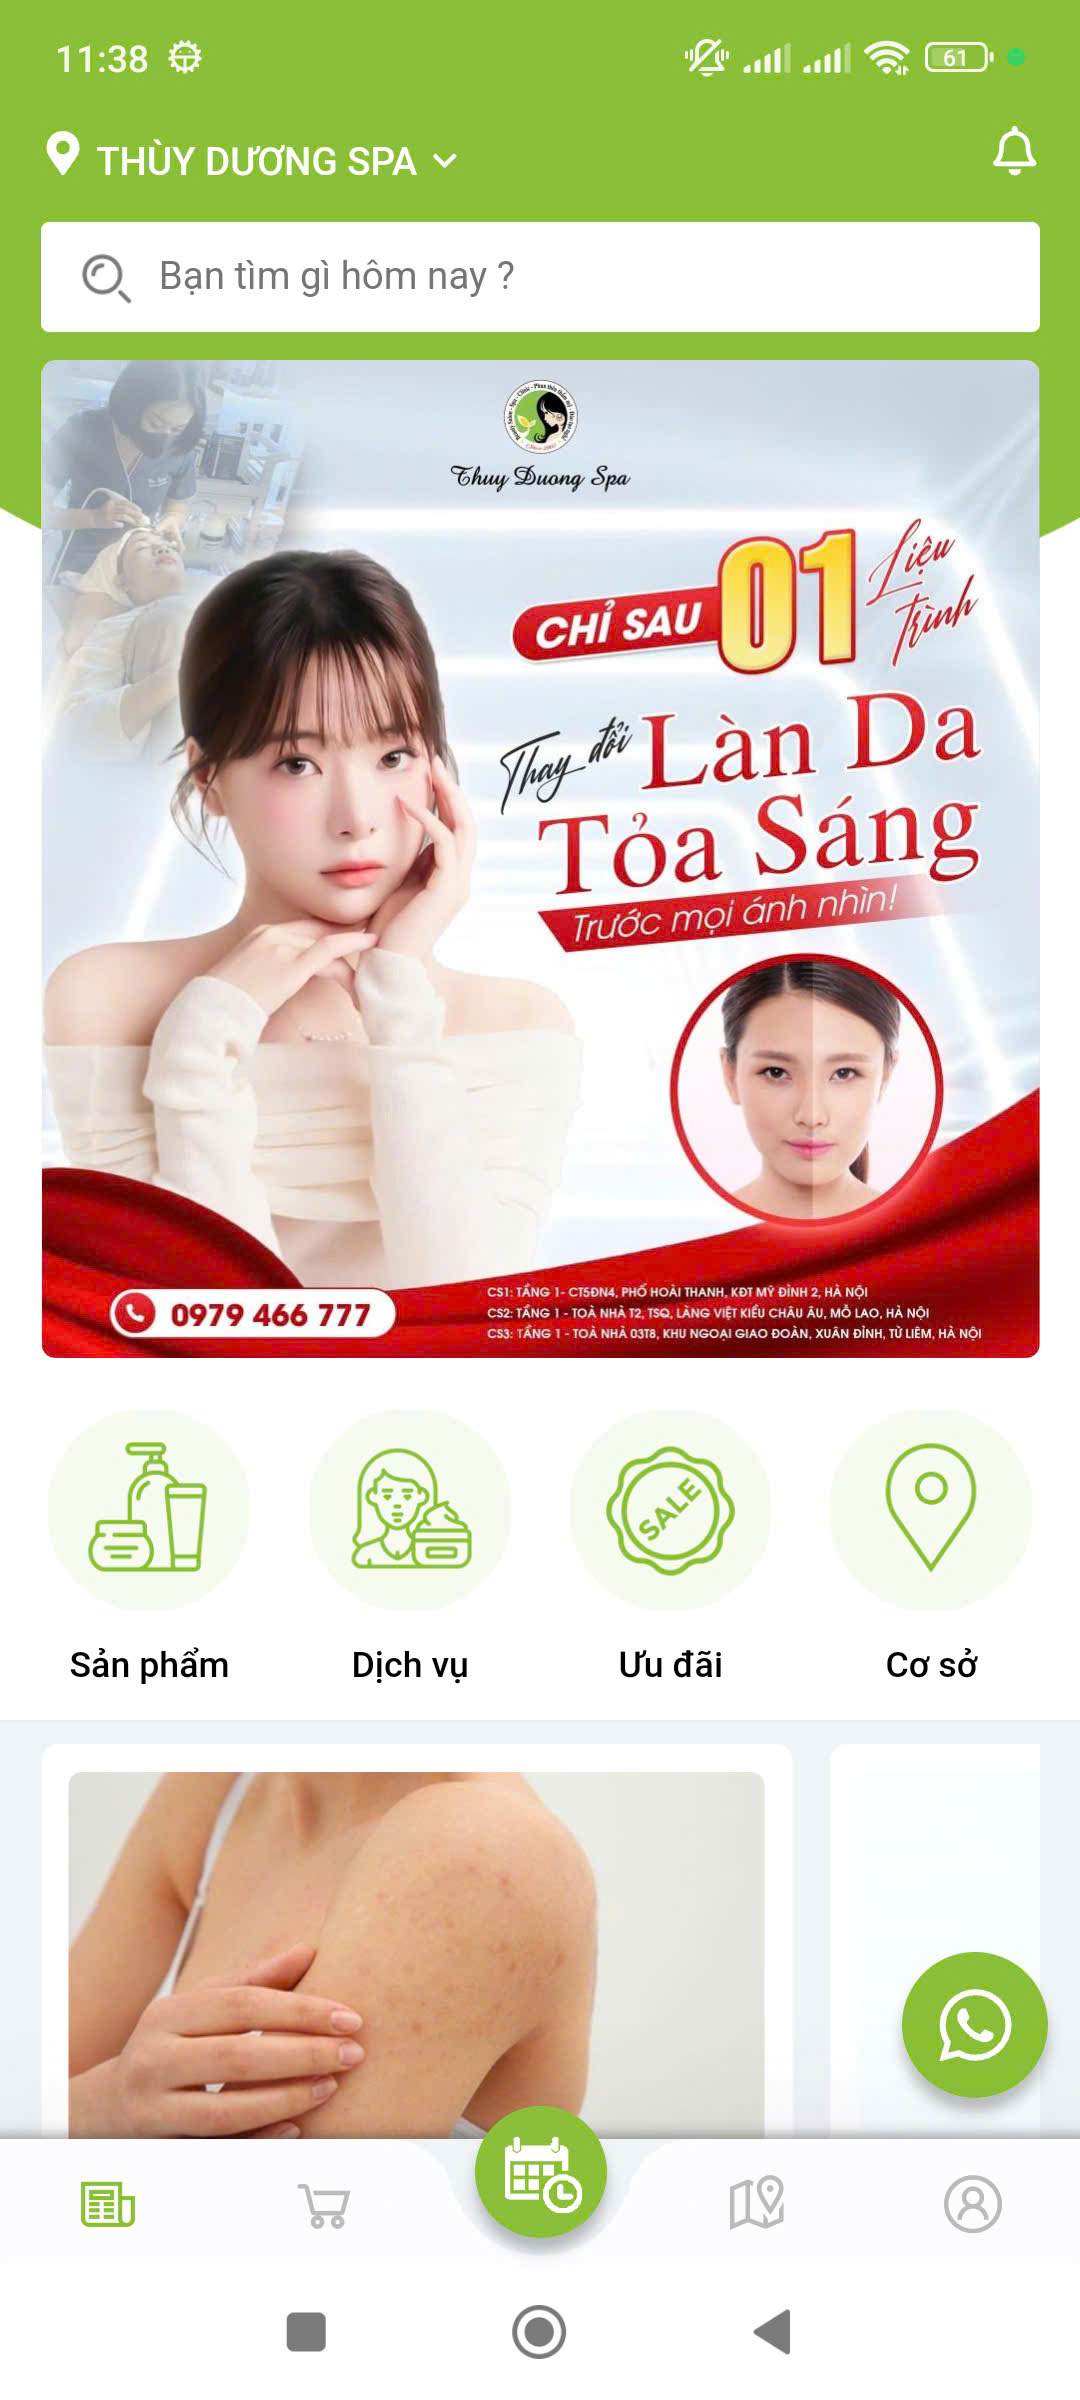 11:38
61
THÙY DƯƠNG SPA
Bạn tìm gì hôm nay ?
Thuy Duong Spa
CHỈ SAU 01 Liệu Trình
Thay đổi Làn Da
Tỏa Sáng
Trước mọi ánh nhìn!
0979 466 777
CS1: TẦNG 1- CT5ĐN4, PHỐ HOÀI THANH, KĐT MỸ ĐÌNH 2, HÀ NỘI
CS2: TẦNG 1 - TOÀ NHÀ T2, TSQ, LÀNG VIỆT KIỀU CHÂU ÂU, MỖ LAO, HÀ NỘI
CS3: TẦNG 1 - TOÀ NHÀ 03T8, KHU NGOẠI GIAO ĐOÀN, XUÂN ĐỈNH, TỪ LIÊM, HÀ NỘI
SALE
Sản phẩm Dịch vụ Ưu đãi Cơ sở